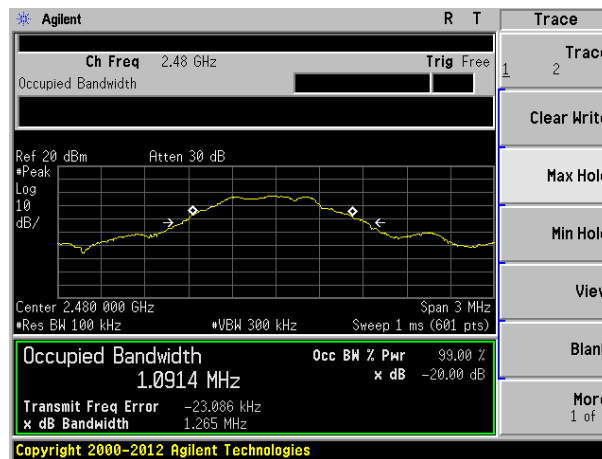 Agilent R T Trace
Ch Freq 2.48 GHz Trig Free
Occupied Bandwidth
Trace
1 2
Clear Write
Max Hold
Min Hold
View
Blank
More
1 of
Ref 20 dBm Atten 30 dB
#Peak
Log
10
dB/
Center 2.480 000 GHz Span 3 MHz
#Res BW 100 kHz #VBW 300 kHz Sweep 1 ms (601 pts)
Occupied Bandwidth Occ BW % Pwr 99.00 %
1.0914 MHz x dB -20.00 dB
Transmit Freq Error -23.086 kHz
x dB Bandwidth 1.265 MHz
Copyright 2000-2012 Agilent Technologies